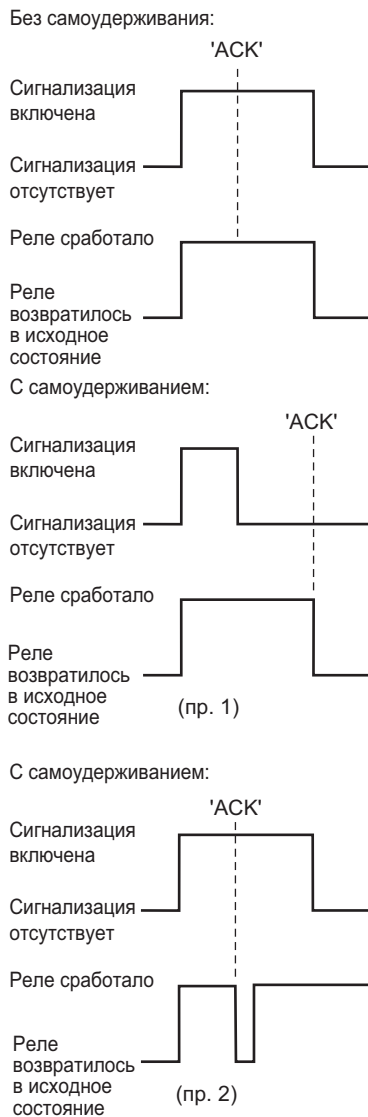 Без самоудерживания:
'ACK'
Сигнализация
включена
Сигнализация
отсутствует
Реле сработало
Реле
возвратилось
в исходное
состояние
С самоудерживанием:
'ACK'
Сигнализация
включена
Сигнализация
отсутствует
Реле сработало
Реле
возвратилось
в исходное
состояние
(пр. 1)
С самоудерживанием:
'ACK'
Сигнализация
включена
Сигнализация
отсутствует
Реле сработало
Реле
возвратилось
в исходное
состояние
(пр. 2)